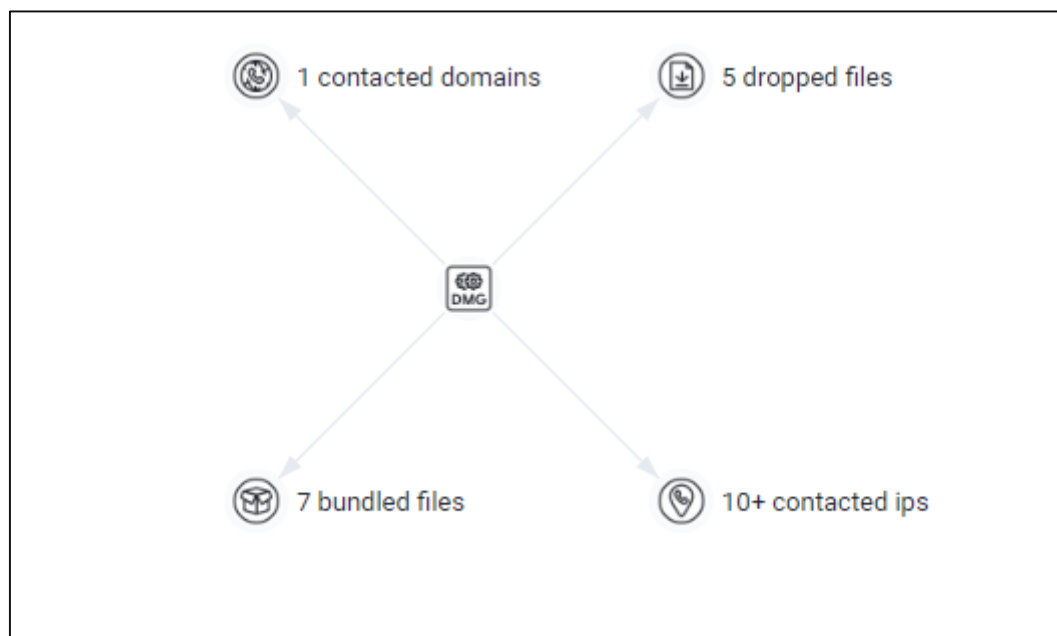 1 contacted domains
5 dropped files
DMG
7 bundled files
10+ contacted ips